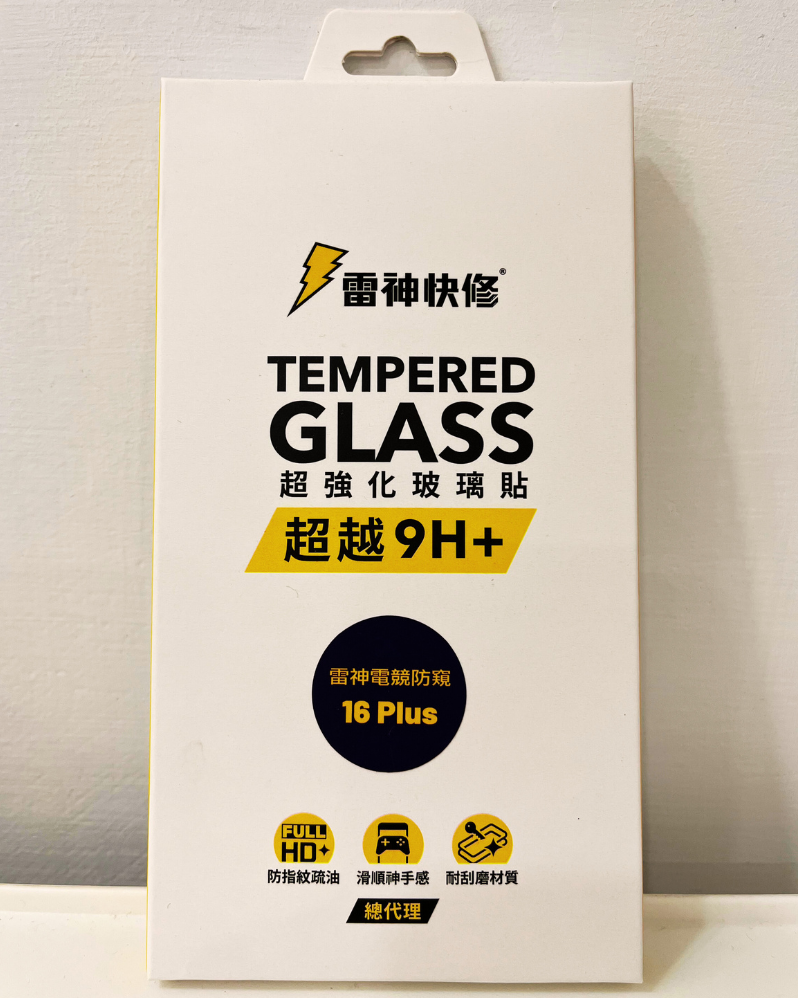 雷神快修®
TEMPERED
GLASS
超強化玻璃貼
超越9H+
雷神電競防窺
16 Plus
FULL
HD+
防指紋疏油 滑順神手感 耐刮磨材質
總代理